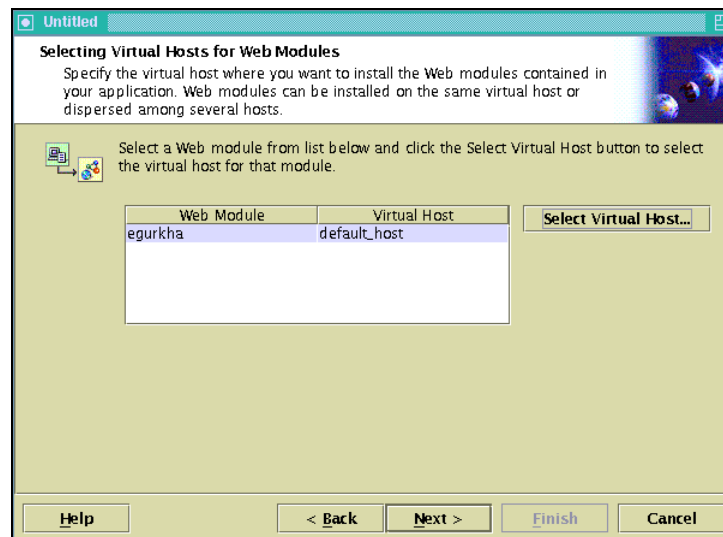 Untitled
Selecting Virtual Hosts for Web Modules
Specify the virtual host where you want to install the Web modules contained in
your application. Web modules can be installed on the same virtual host or
dispersed among several hosts.
Select a Web module from list below and click the Select Virtual Host button to select
the virtual host for that module.
Web Module Virtual Host
egurkha default_host
Select Virtual Host...
Help < Back Next > Finish Cancel